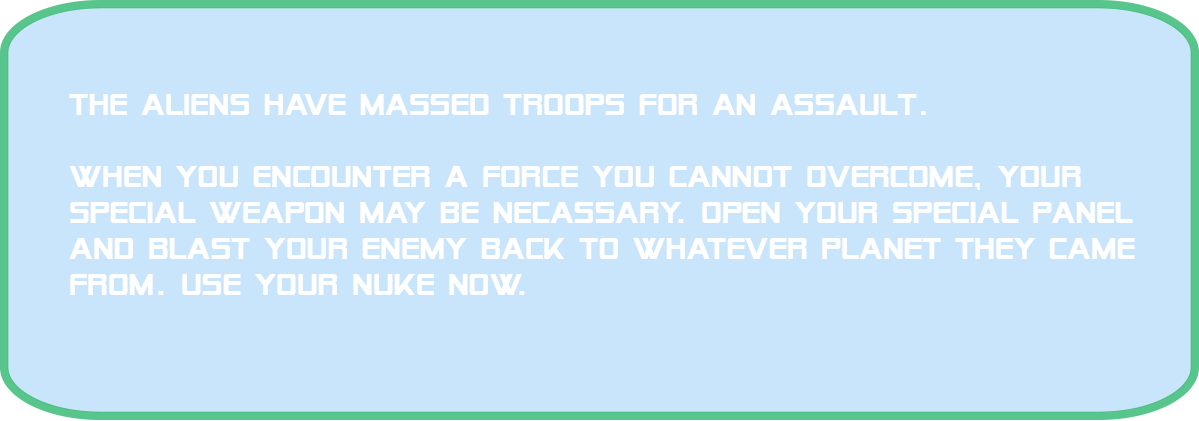 THE ALIENS HAVE MASSED TROOPS FOR AN ASSAULT.
WHEN YOU ENCOUNTER A FORCE YOU CANNOT OVERCOME, YOUR
SPECIAL WEAPON MAY BE NECASSARY. OPEN YOUR SPECIAL PANEL
AND BLAST YOUR ENEMY BACK TO WHATEVER PLANET THEY CAME
FROM. USE YOUR NUKE NOW.